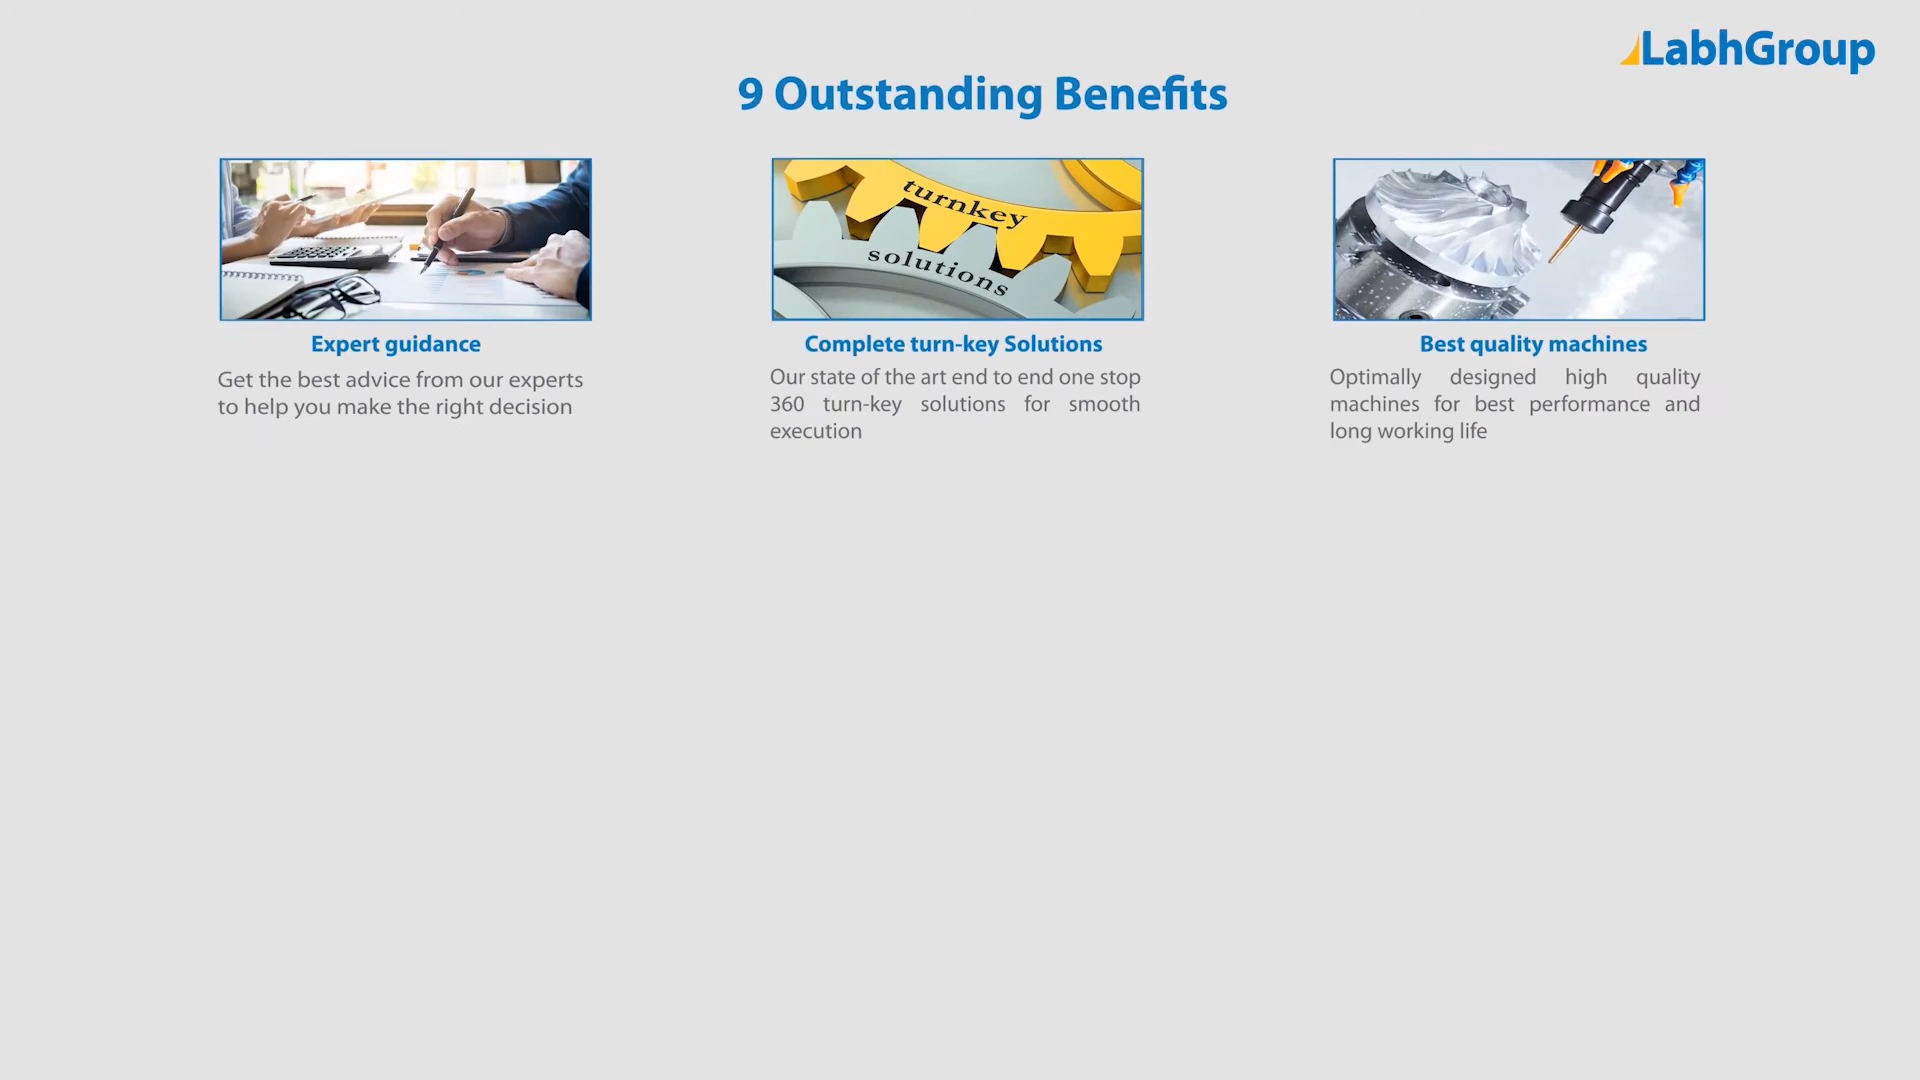 LabhGroup
9 Outstanding Benefits
turnkey
solutions
Expert guidance
Get the best advice from our experts
to help you make the right decision
Complete turn-key Solutions
Our state of the art end to end one stop
360 turn-key solutions for smooth
execution
Best quality machines
Optimally designed high quality
machines for best performance and
long working life